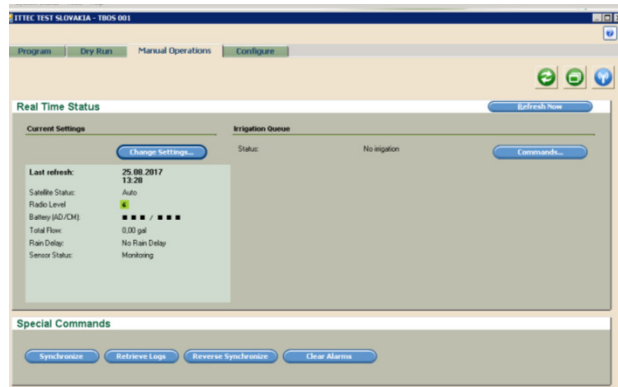 ITTEC TEST SLOVAKIA - TBOS 001
Program Dry Run Manual Operations Configure
Real Time Status
Refresh Now
Current Settings
Irrigation Queue
Change Settings...
Status: No irrigation
Commands...
Last refresh: 25.08.2017
13:28
Satellite Status: Auto
Radio Level 6
Battery (AD/CM): ■ ■ ■ / ■ ■ ■
Total Flow: 0,00 gal
Rain Delay: No Rain Delay
Sensor Status: Monitoring
Special Commands
Synchronize Retrieve Logs Reverse Synchronize Clear Alarms